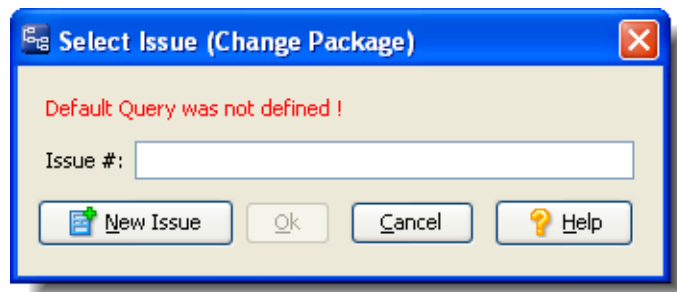 Select Issue (Change Package)
Default Query was not defined !
Issue #:
New Issue Ok Cancel Help